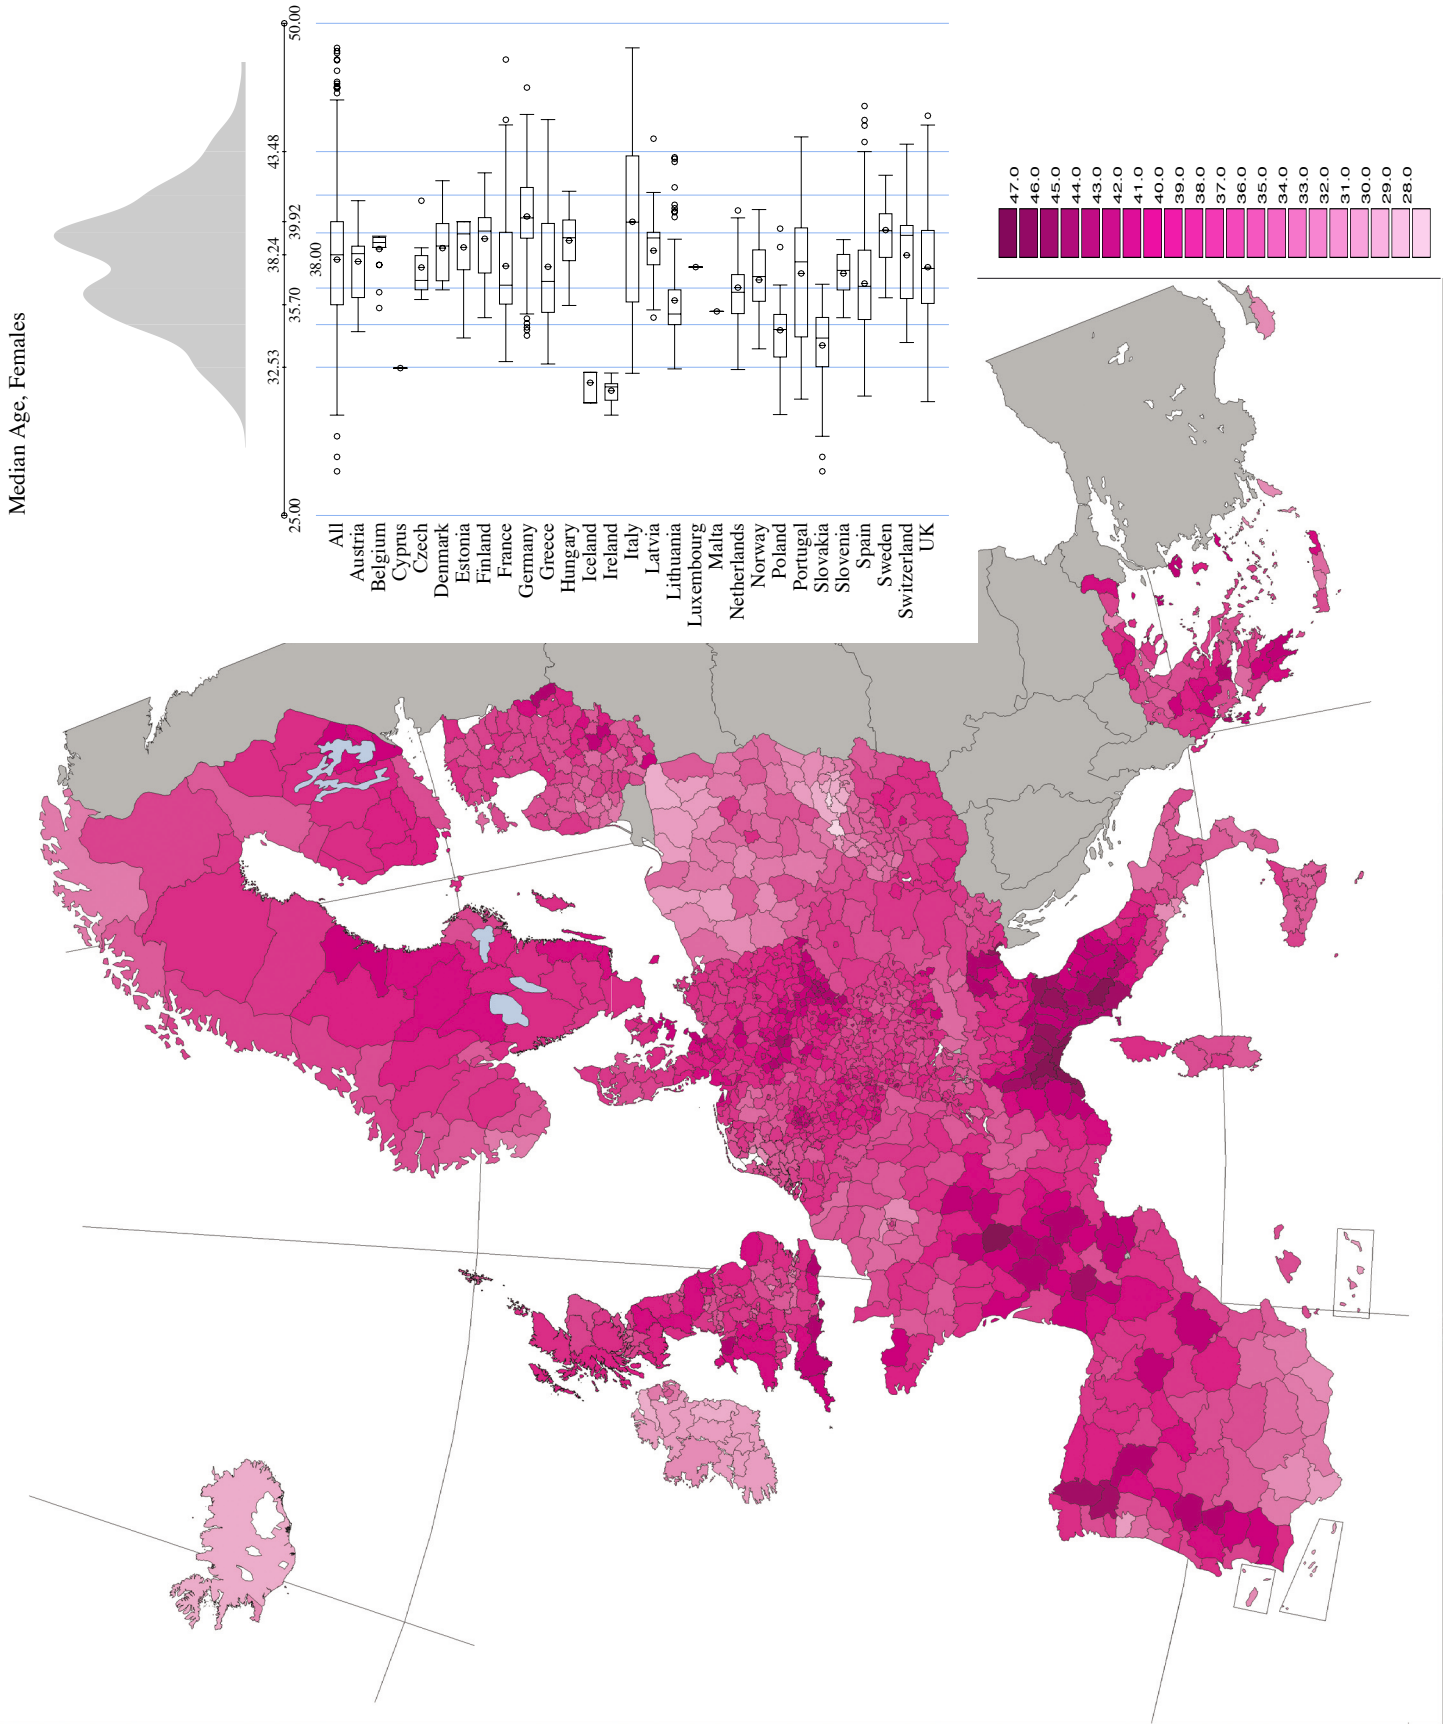 Median Age, Females
50.00
43.48
39.92
38.24
38.00
35.70
32.53
25.00
All
Austria
Belgium
Cyprus
Czech
Denmark
Estonia
Finland
France
Germany
Greece
Hungary
Iceland
Ireland
Italy
Latvia
Lithuania
Luxembourg
Malta
Netherlands
Norway
Poland
Portugal
Slovakia
Slovenia
Spain
Sweden
Switzerland
UK
47.0
46.0
45.0
44.0
43.0
42.0
41.0
40.0
39.0
38.0
37.0
36.0
35.0
34.0
33.0
32.0
31.0
30.0
29.0
28.0